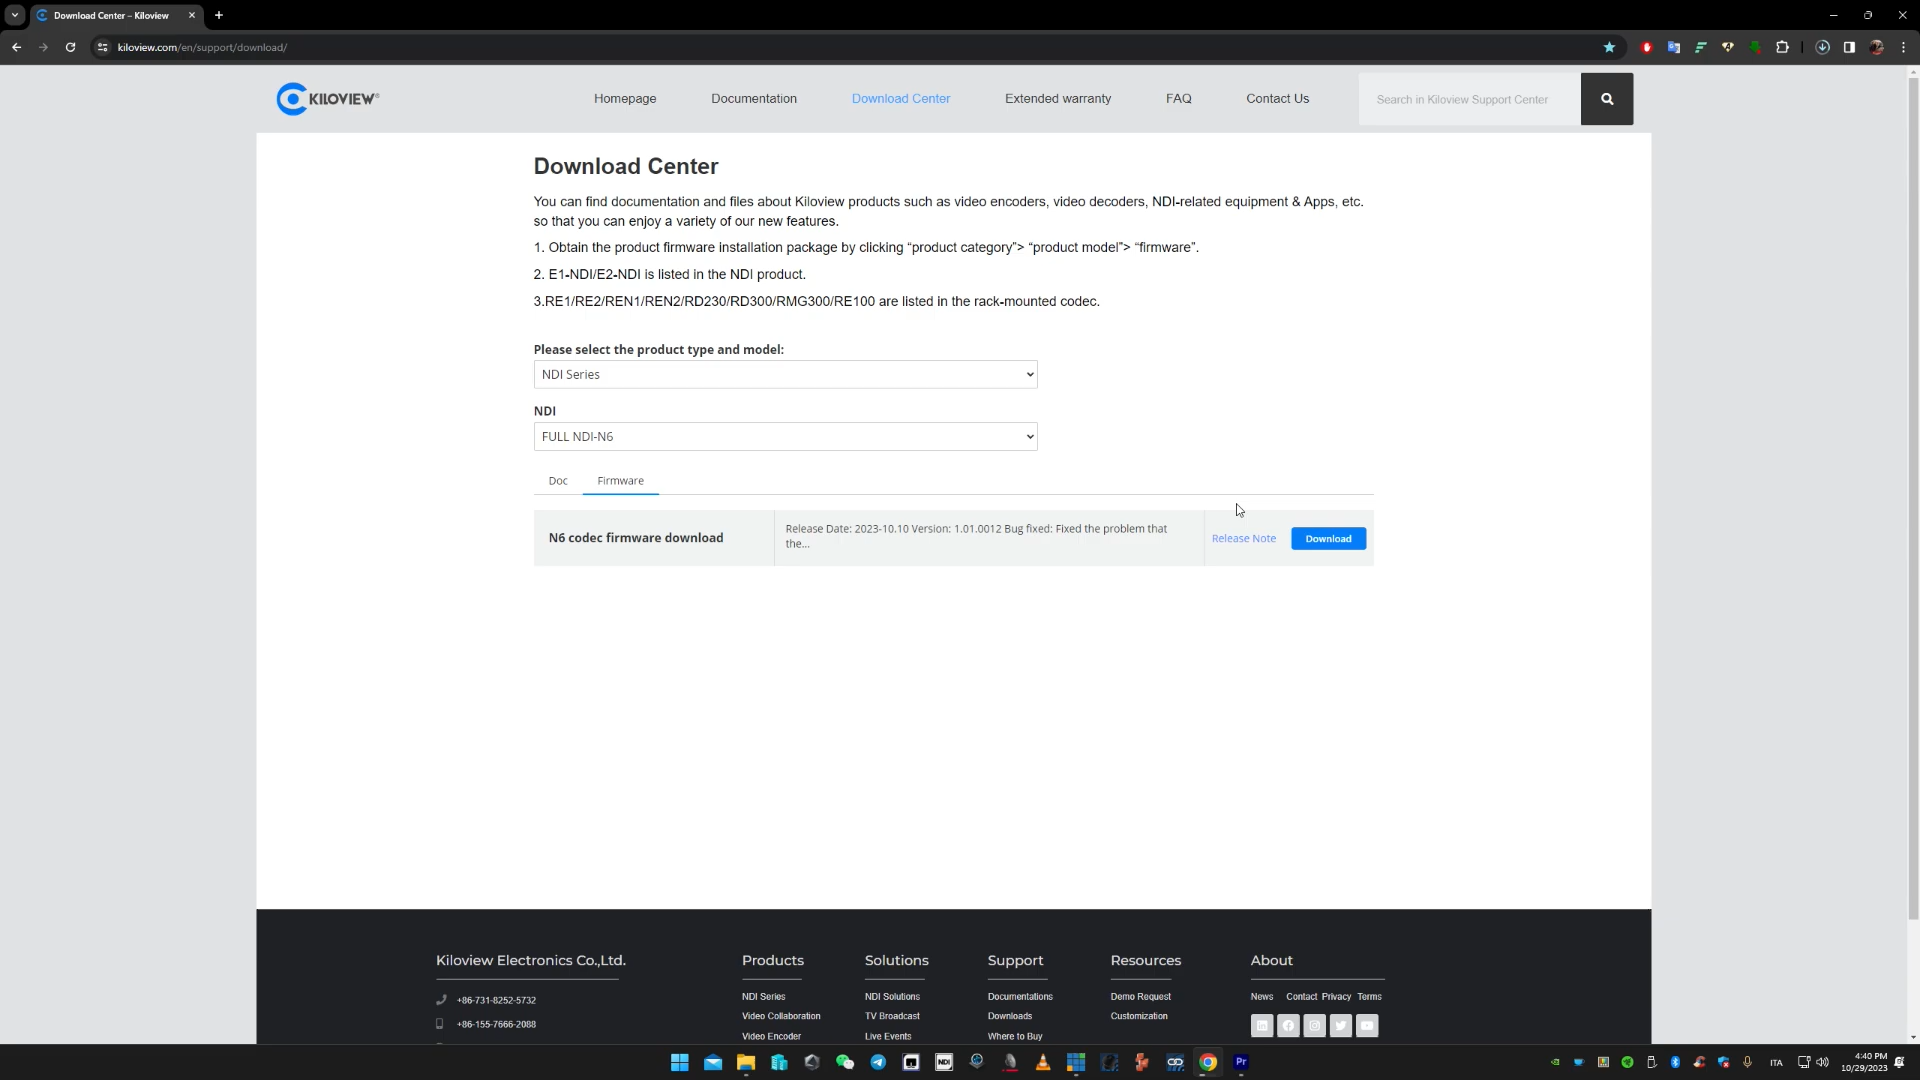 Download Center – Kiloview
kiloview.com/en/support/download/
KILOVIEW®
Homepage
Documentation
Download Center
Extended warranty
FAQ
Contact Us
Search in Kiloview Support Center
Download Center
You can find documentation and files about Kiloview products such as video encoders, video decoders, NDI-related equipment & Apps, etc.
so that you can enjoy a variety of our new features.
1. Obtain the product firmware installation package by clicking “product category”> “product model”> “firmware”.
2. E1-NDI/E2-NDI is listed in the NDI product.
3.RE1/RE2/REN1/REN2/RD230/RD300/RMG300/RE100 are listed in the rack-mounted codec.
Please select the product type and model:
NDI Series
NDI
FULL NDI-N6
Doc
Firmware
N6 codec firmware download
Release Date: 2023-10.10 Version: 1.01.0012 Bug fixed: Fixed the problem that
the...
Release Note
Download
Kiloview Electronics Co.,Ltd.
+86-731-8252-5732
+86-155-7666-2088
Products
NDI Series
Video Collaboration
Video Encoder
Solutions
NDI Solutions
TV Broadcast
Live Events
Support
Documentations
Downloads
Where to Buy
Resources
Demo Request
Customization
About
News Contact Privacy Terms
NDI
Pr
ITA
4:40 PM
10/29/2023